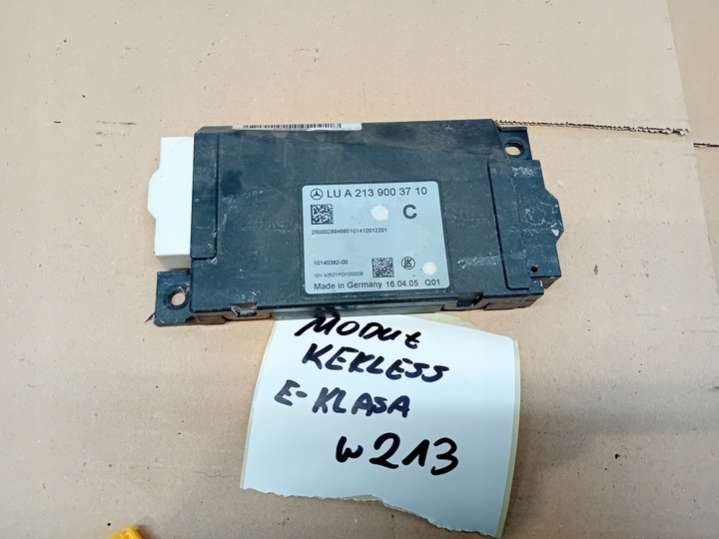 LU A 213 900 37 10
C
10140382-00
Made in Germany 16.04.05 Q01
MODUŁ
KEKLESS
E-KLASA
W213